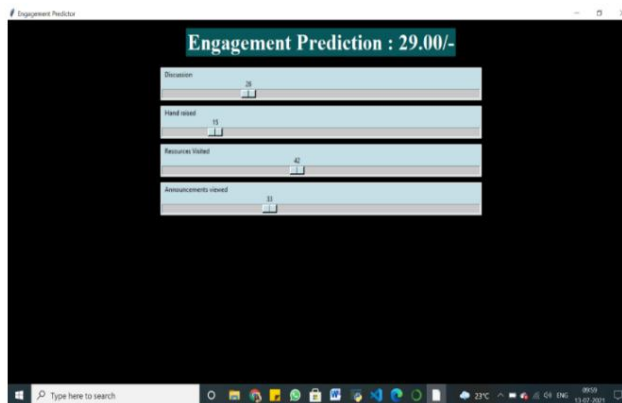 Engagement Predictor
Engagement Prediction : 29.00/-
Discussion
26
Hand raised
15
Resources Visited
42
Announcements viewed
33
Type here to search
23°C
ENG
09:59
13-07-2021